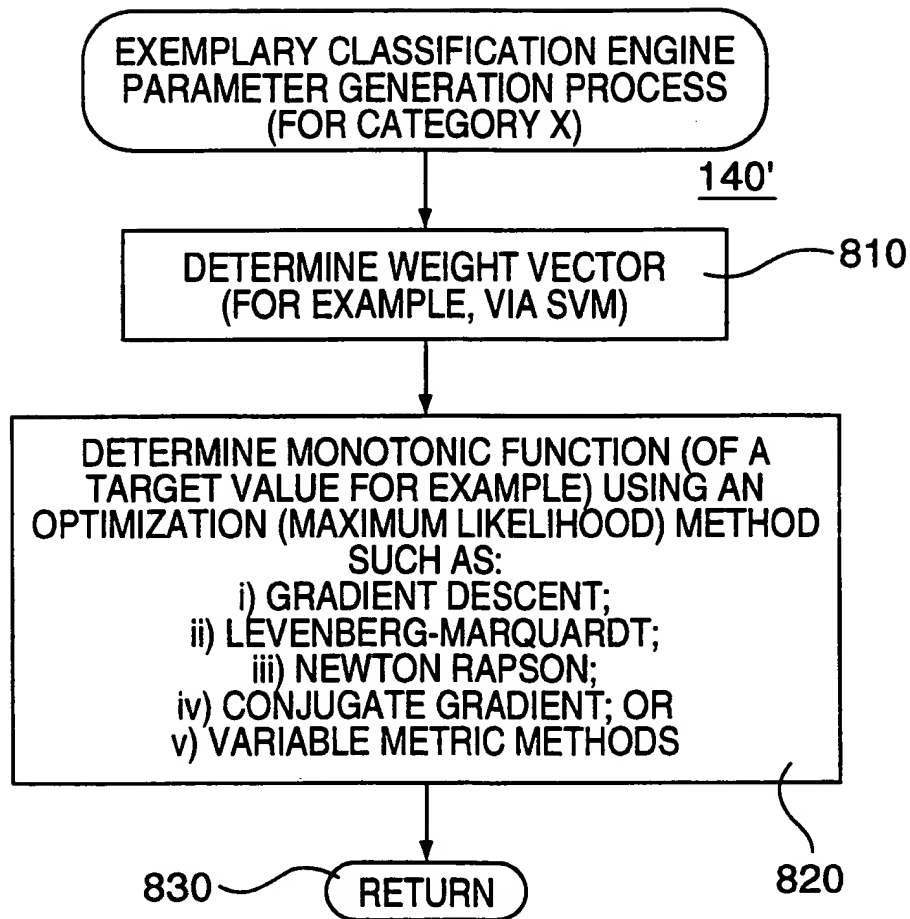 EXEMPLARY CLASSIFICATION ENGINE
PARAMETER GENERATION PROCESS
(FOR CATEGORY X)
140'
DETERMINE WEIGHT VECTOR
(FOR EXAMPLE, VIA SVM)
810
DETERMINE MONOTONIC FUNCTION (OF A
TARGET VALUE FOR EXAMPLE) USING AN
OPTIMIZATION (MAXIMUM LIKELIHOOD) METHOD
SUCH AS:
i) GRADIENT DESCENT;
ii) LEVENBERG-MARQUARDT;
iii) NEWTON RAPSON;
iv) CONJUGATE GRADIENT; OR
v) VARIABLE METRIC METHODS
820
830
RETURN